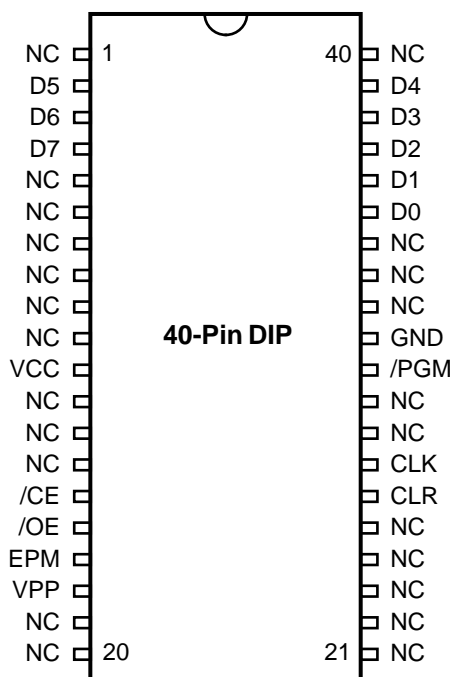 NC 1 40 NC
D5 D4
D6 D3
D7 D2
NC D1
NC D0
NC NC
NC NC
NC NC
NC 40-Pin DIP GND
VCC /PGM
NC NC
NC NC
NC CLK
/CE CLR
/OE NC
EPM NC
VPP NC
NC NC
NC 20 21 NC